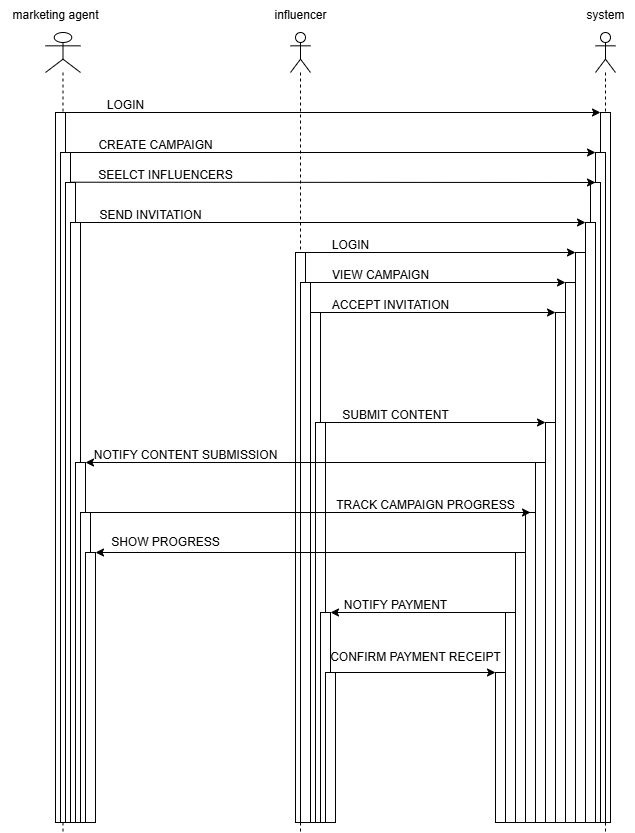 marketing agent
influencer
system
LOGIN
CREATE CAMPAIGN
SEELCT INFLUENCERS
SEND INVITATION
LOGIN
VIEW CAMPAIGN
ACCEPT INVITATION
SUBMIT CONTENT
NOTIFY CONTENT SUBMISSION
TRACK CAMPAIGN PROGRESS
SHOW PROGRESS
NOTIFY PAYMENT
CONFIRM PAYMENT RECEIPT